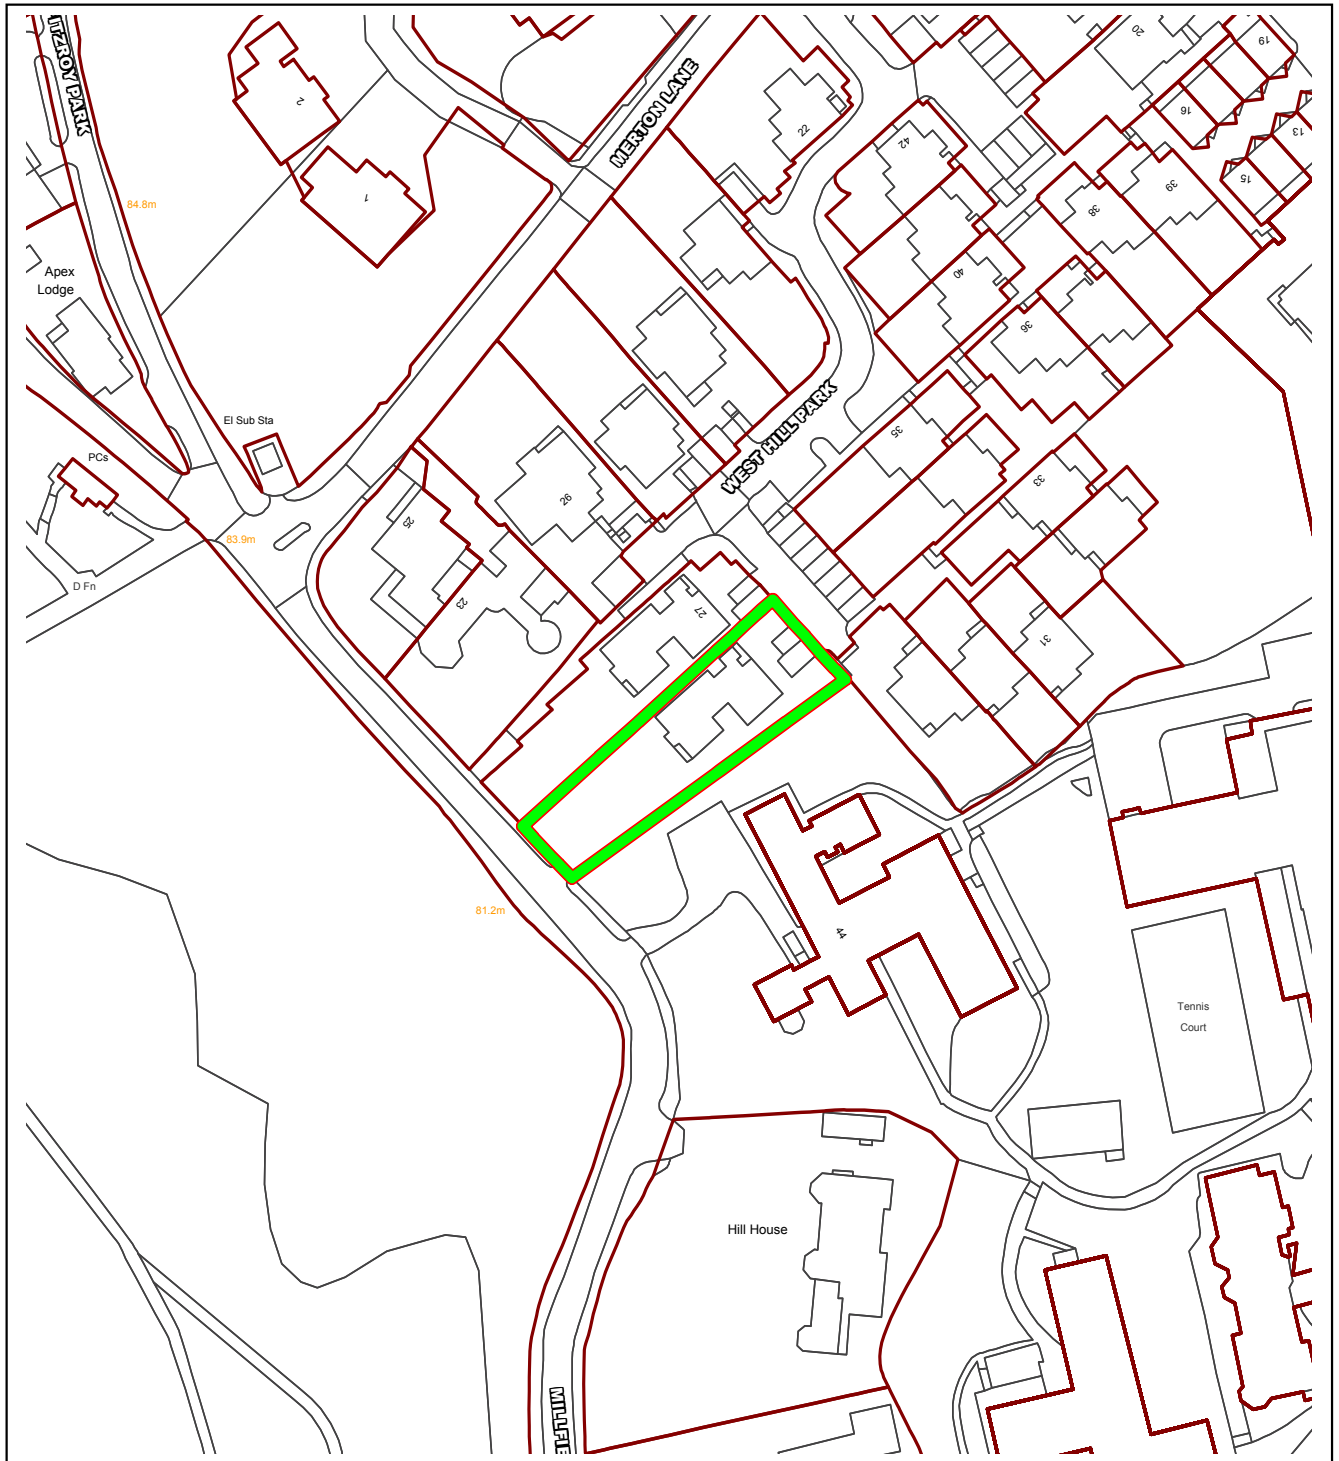 ITZROY PARK
2
MERTON LANE
20
19
22
16
13
42
15
1
39
84.8m
38
Apex
Lodge
40
36
El Sub Sta
WEST HILL PARK
35
PCs
33
26
25
83.9m
D Fn
23
27
31
81.2m
44
Tennis
Court
Hill House
MILLFIE